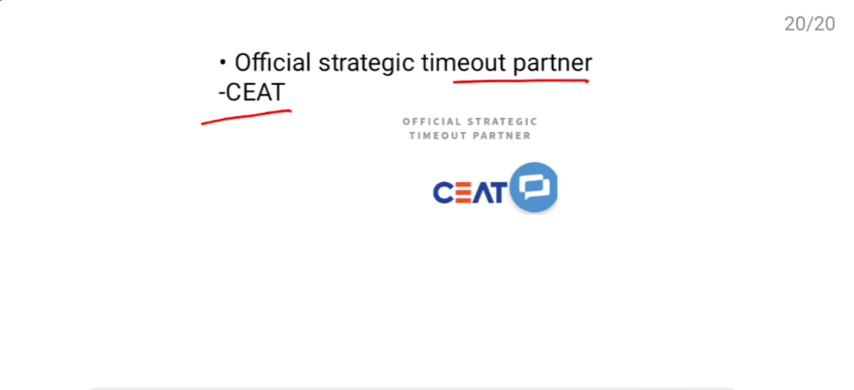 20/20
• Official strategic timeout partner
-CEAT
OFFICIAL STRATEGIC
TIMEOUT PARTNER
CEAT